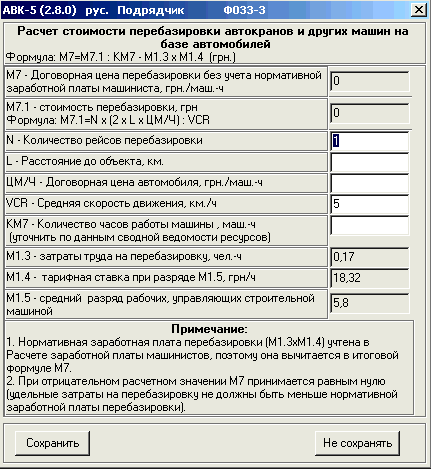 АВК-5 (2.8.0) рус. Подрядчик ФОЗЗ-3
Расчет стоимости перебазировки автокранов и других машин на
базе автомобилей
Формула: М7=М7.1 : КМ7 - М1.3 х М1.4 (грн.)
М7 - Договорная цена перебазировки без учета нормативной
заработной платы машиниста, грн./маш.-ч
0
М7.1 - стоимость перебазировки, грн
Формула: М7.1=N x (2 x L x ЦМ/Ч) : VCR
0
N - Количество рейсов перебазировки
1
L - Расстояние до объекта, км.
ЦМ/Ч - Договорная цена автомобиля, грн./маш.-ч
VCR - Средняя скорость движения, км./ч
5
КМ7 - Количество часов работы машины , маш.-ч
(уточнить по данным сводной ведомости ресурсов)
М1.3 - затраты труда на перебазировку, чел.-ч
0,17
М1.4 - тарифная ставка при разряде М1.5, грн/ч
18,32
М1.5 - средний разряд рабочих, управляющих строительной
машиной
5,8
Примечание:
1. Нормативная заработная плата перебазировки (М1.3хМ1.4) учтена в
Расчете заработной платы машинистов, поэтому она вычитается в итоговой
формуле М7.
2. При отрицательном расчетном значении М7 принимается равным нулю
(удельные затраты на перебазировку не должны быть меньше нормативной
заработной платы перебазировки).
Сохранить
Не сохранять